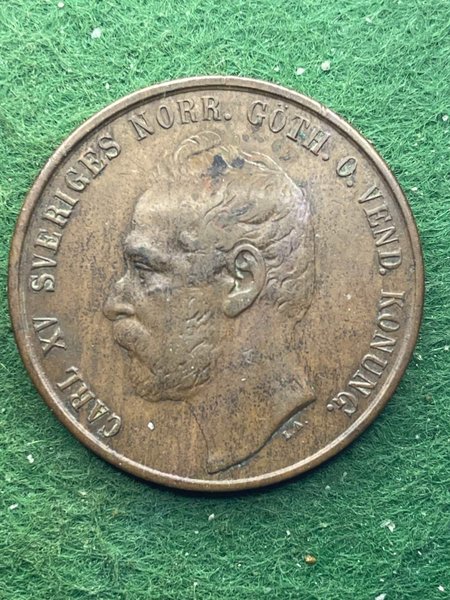 CARL XV SVERIGES NORR. GÖTH. O. VEND. KONUNG.
L.A.